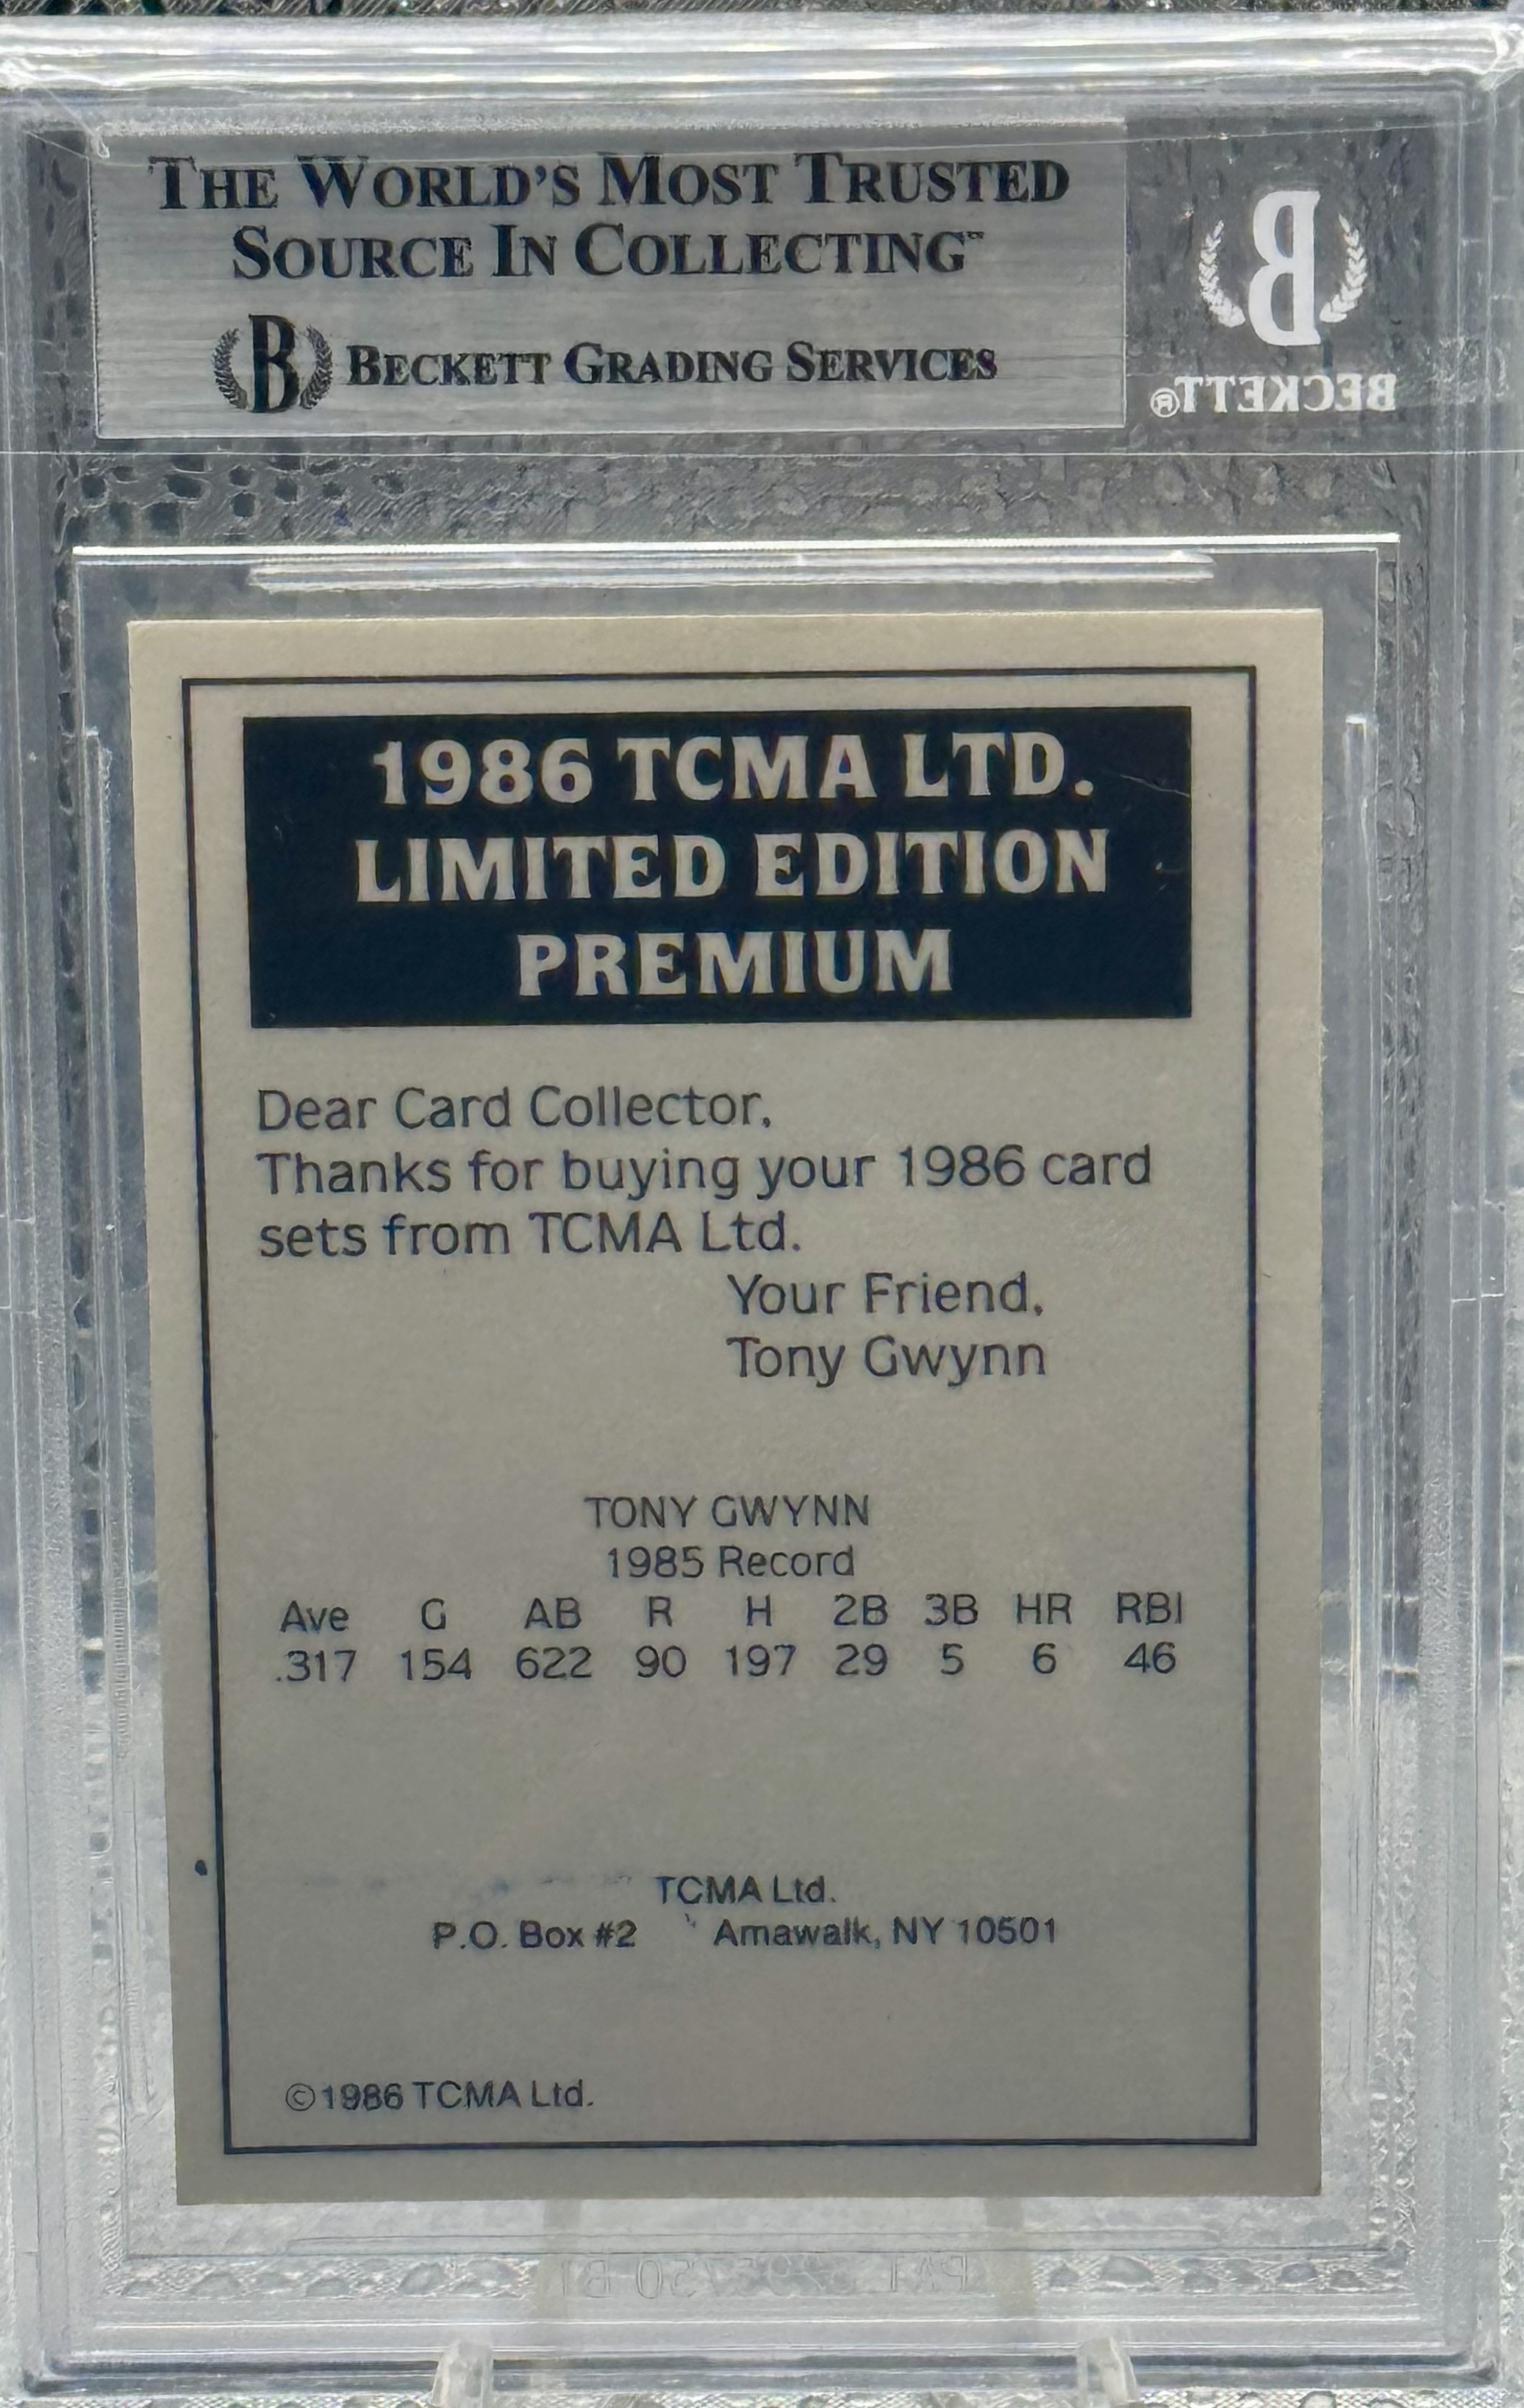 THE WORLD'S MOST TRUSTED
SOURCE IN COLLECTING™
B BECKETT GRADING SERVICES
B
BECKETT®
1986 TCMA LTD.
LIMITED EDITION
PREMIUM
Dear Card Collector,
Thanks for buying your 1986 card
sets from TCMA Ltd.
Your Friend,
Tony Gwynn
TONY GWYNN
1985 Record
Ave G AB R H 2B 3B HR RBI
.317 154 622 90 197 29 5 6 46
TCMA Ltd.
P.O. Box #2 Amawalk, NY 10501
©1986 TCMA Ltd.